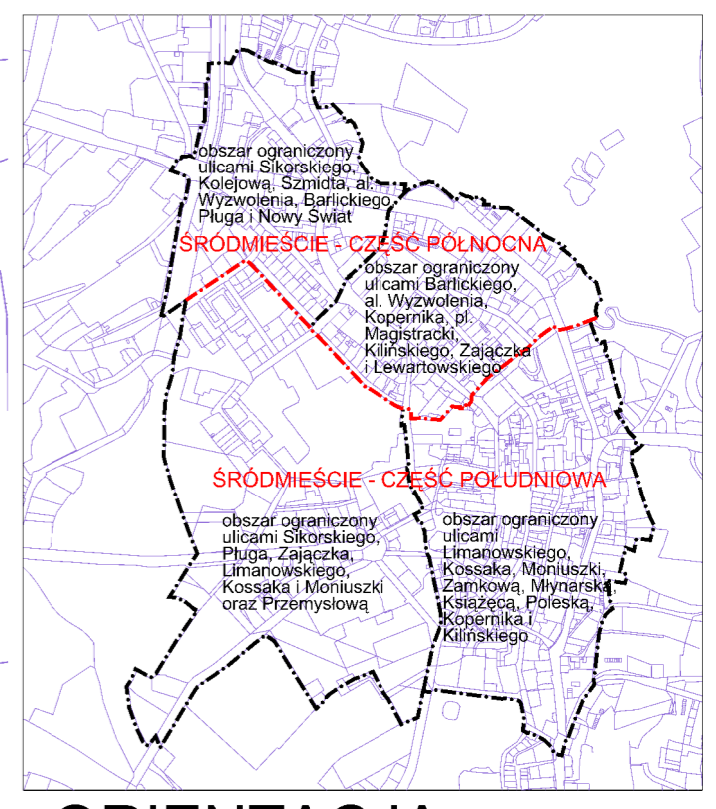 obszar ograniczony
ulicami Sikorskiego,
Kolejową, Szmidta, al.
Wyzwolenia, Barlickiego,
Pługa i Nowy Świat
ŚRÓDMIEŚCIE - CZĘŚĆ PÓŁNOCNA
obszar ograniczony
ulicami Barlickiego,
al. Wyzwolenia,
Kopernika, pl.
Magistracki,
Kilińskiego, Zajączka
i Lewartowskiego
ŚRÓDMIEŚCIE - CZĘŚĆ POŁUDNIOWA
obszar ograniczony
ulicami Sikorskiego,
Pługa, Zajączka,
Limanowskiego,
Kossaka i Moniuszki
oraz Przemysłową
obszar ograniczony
ulicami
Limanowskiego,
Kossaka, Moniuszki,
Zamkową, Młynarską,
Książęcą, Poleską,
Kopernika i
Kilińskiego
ORIENTACJA